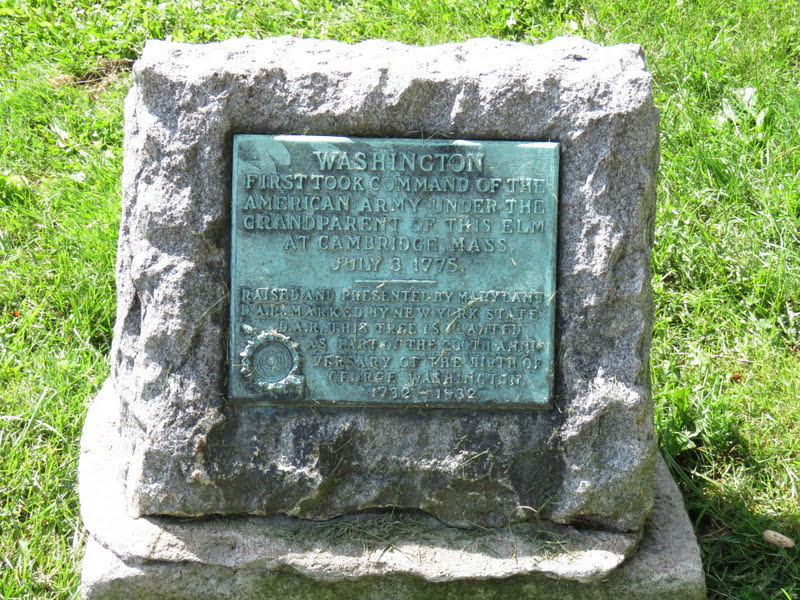 WASHINGTON
FIRST TOOK COMMAND OF THE
AMERICAN ARMY UNDER THE
GRANDPARENT OF THIS ELM
AT CAMBRIDGE, MASS.
JULY 3, 1775.
RAISED AND PRESENTED BY MARYLAND
D.A.R. MARKED BY NEW YORK STATE
D.A.R. THIS TREE IS PLANTED
AS PART OF THE 200TH ANNI-
VERSARY OF THE BIRTH OF
GEORGE WASHINGTON.
1732 - 1932